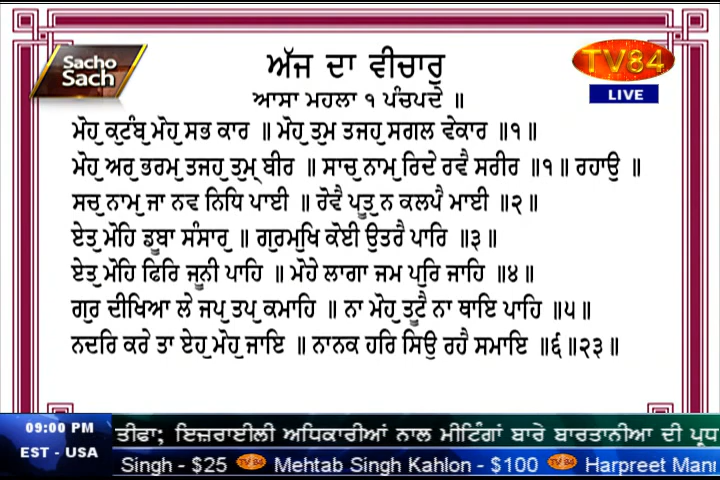 Sacho
Sach
ਅੱਜ ਦਾ ਵੀਚਾਰੁ
TV84
LIVE
ਆਸਾ ਮਹਲਾ ੧ ਪੰਚਪਦੇ ॥
ਮੋਹੁ ਕੁਟੰਬੁ ਮੋਹੁ ਸਭ ਕਾਰ ॥ ਮੋਹੁ ਤੁਮ ਤਜਹੁ ਸਗਲ ਵੇਕਾਰ ॥੧॥
ਮੋਹੁ ਅਰੁ ਭਰਮੁ ਤਜਹੁ ਤੁਮ੍ਹ ਬੀਰ ॥ ਸਾਚੁ ਨਾਮੁ ਰਿਦੇ ਰਵੈ ਸਰੀਰ ॥੧॥ ਰਹਾਉ ॥
ਸਚੁ ਨਾਮੁ ਜਾ ਨਵ ਨਿਧਿ ਪਾਈ ॥ ਰੋਵੈ ਪੂਤੁ ਨ ਕਲਪੈ ਮਾਈ ॥੨॥
ਏਤੁ ਮੋਹਿ ਡੂਬਾ ਸੰਸਾਰੁ ॥ ਗੁਰਮੁਖਿ ਕੋਈ ਉਤਰੈ ਪਾਰਿ ॥੩॥
ਏਤੁ ਮੋਹਿ ਫਿਰਿ ਜੂਨੀ ਪਾਹਿ ॥ ਮੋਹੇ ਲਾਗਾ ਜਮ ਪੁਰਿ ਜਾਹਿ ॥੪॥
ਗੁਰ ਦੀਖਿਆ ਲੇ ਜਪੁ ਤਪੁ ਕਮਾਹਿ ॥ ਨਾ ਮੋਹੁ ਤੂਟੈ ਨਾ ਥਾਇ ਪਾਹਿ ॥੫॥
ਨਦਰਿ ਕਰੇ ਤਾ ਏਹੁ ਮੋਹੁ ਜਾਇ ॥ ਨਾਨਕ ਹਰਿ ਸਿਉ ਰਹੈ ਸਮਾਇ ॥੬॥੨੩॥
09:00 PM
EST - USA
ਤੀਫਾ; ਇਜ਼ਰਾਈਲੀ ਅਧਿਕਾਰੀਆਂ ਨਾਲ ਮੀਟਿੰਗਾਂ ਬਾਰੇ ਬਾਰਤਾਨੀਆ ਦੀ ਪ੍ਰਧ
Singh - $25 TV84 Mehtab Singh Kahlon - $100 TV84 Harpreet Mann